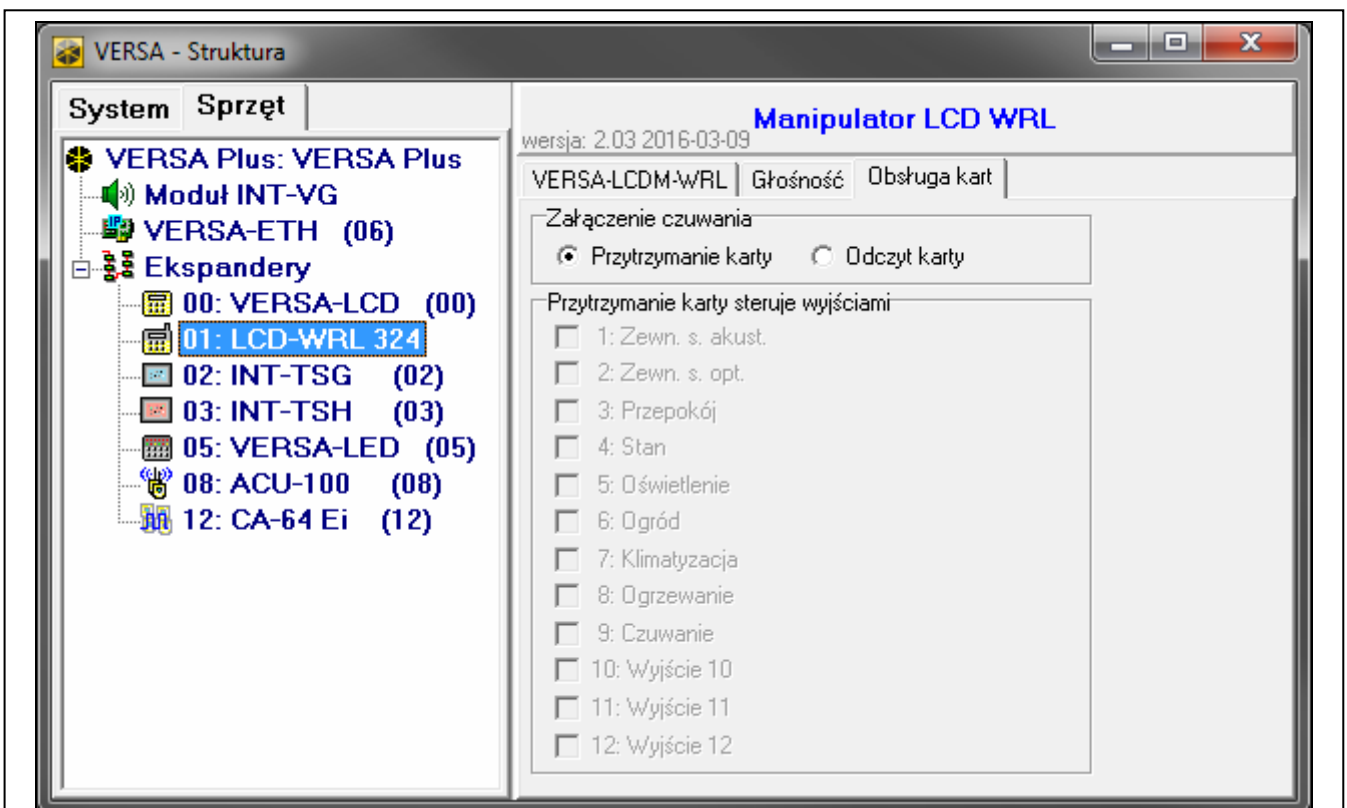 VERSA - Struktura
System Sprzęt
VERSA Plus: VERSA Plus
Moduł INT-VG
VERSA-ETH (06)
Ekspandery
00: VERSA-LCD (00)
01: LCD-WRL 324
02: INT-TSG (02)
03: INT-TSH (03)
05: VERSA-LED (05)
08: ACU-100 (08)
12: CA-64 Ei (12)
Manipulator LCD WRL
wersja: 2.03 2016-03-09
VERSA-LCDM-WRL Głośność Obsługa kart
Załączenie czuwania
Przytrzymanie karty Odczyt karty
Przytrzymanie karty steruje wyjściami
1: Zewn. s. akust.
2: Zewn. s. opt.
3: Przepokój
4: Stan
5: Oświetlenie
6: Ogród
7: Klimatyzacja
8: Ogrzewanie
9: Czuwanie
10: Wyjście 10
11: Wyjście 11
12: Wyjście 12